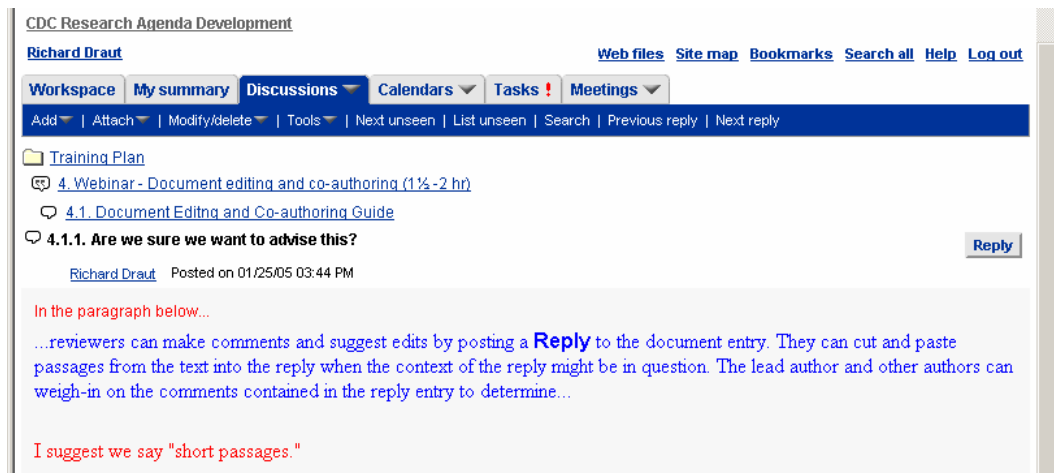 CDC Research Agenda Development
Richard Draut Web files Site map Bookmarks Search all Help Log out
Workspace My summary Discussions Calendars Tasks ! Meetings
Add | Attach | Modify/delete | Tools | Next unseen | List unseen | Search | Previous reply | Next reply
Training Plan
4. Webinar - Document editing and co-authoring (1½ -2 hr)
4.1. Document Editng and Co-authoring Guide
4.1.1. Are we sure we want to advise this?
Reply
Richard Draut Posted on 01/25/05 03:44 PM
In the paragraph below...
...reviewers can make comments and suggest edits by posting a Reply to the document entry. They can cut and paste
passages from the text into the reply when the context of the reply might be in question. The lead author and other authors can
weigh-in on the comments contained in the reply entry to determine...
I suggest we say "short passages."